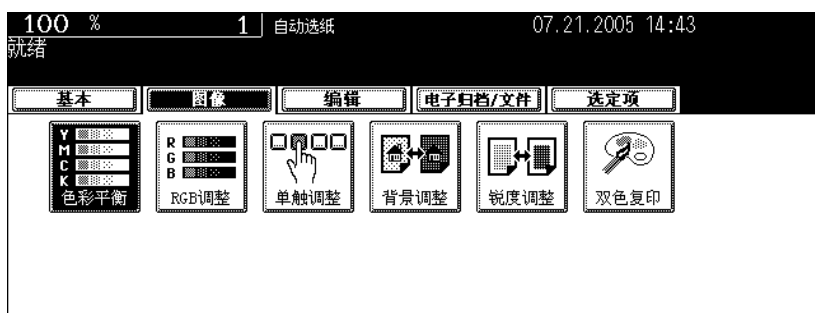 100 % 1 自动选纸 07.21.2005 14:43
就绪
基本 图像 编辑 电子归档/文件 选定项
Y
M
C
K
色彩平衡
R
G
B
RGB调整
单触调整
背景调整
锐度调整
双色复印